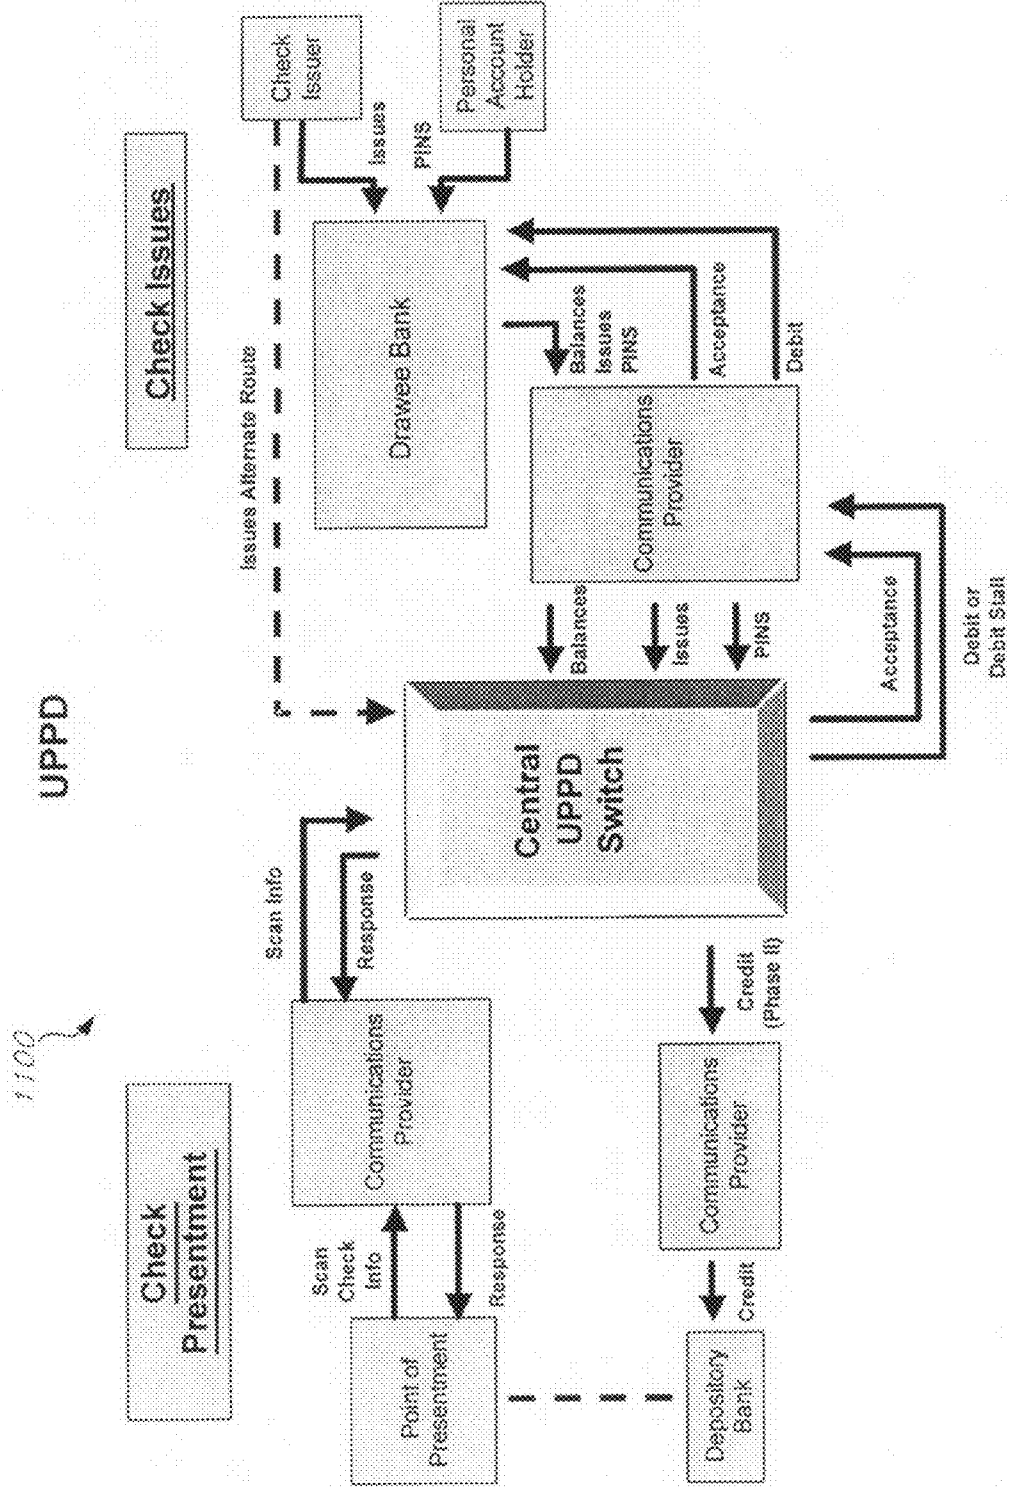 UPPD
1100
Check
Presentment
Check Issues
Issues Alternate Route
Check
Issuer
Issues
PINS
Personal
Account
Holder
Drawee Bank
Balances
Issues
PINS
Acceptance
Debit
Communications
Provider
Balances
Issues
PINS
Acceptance
Debit or
Debit Stall
Central
UPPD
Switch
Scan Info
Response
Communications
Provider
Scan
Check
Info
Response
Point of
Presentment
Credit
(Phase II)
Communications
Provider
Credit
Depository
Bank